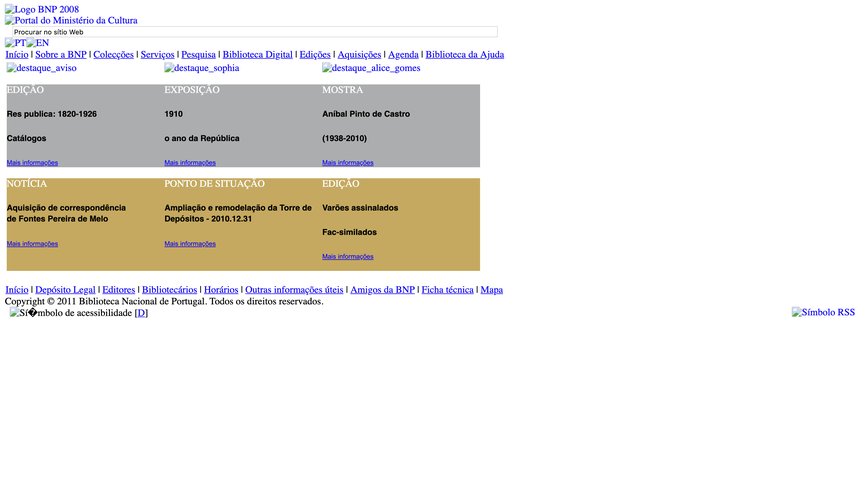 Logo BNP 2008
Portal do Ministério da Cultura
Procurar no sítio Web
PT EN
Início | Sobre a BNP | Colecções | Serviços | Pesquisa | Biblioteca Digital | Edições | Aquisições | Agenda | Biblioteca da Ajuda
destaque_aviso destaque_sophia destaque_alice_gomes
EDIÇÃO
Res publica: 1820-1926
Catálogos
Mais informações
EXPOSIÇÃO
1910
o ano da República
Mais informações
MOSTRA
Aníbal Pinto de Castro
(1938-2010)
Mais informações
NOTÍCIA
Aquisição de correspondência
de Fontes Pereira de Melo
Mais informações
PONTO DE SITUAÇÃO
Ampliação e remodelação da Torre de
Depósitos - 2010.12.31
Mais informações
EDIÇÃO
Varões assinalados
Fac-similados
Mais informações
Início | Depósito Legal | Editores | Bibliotecários | Horários | Outras informações úteis | Amigos da BNP | Ficha técnica | Mapa
Copyright © 2011 Biblioteca Nacional de Portugal. Todos os direitos reservados.
Sí�mbolo de acessibilidade [D] Símbolo RSS